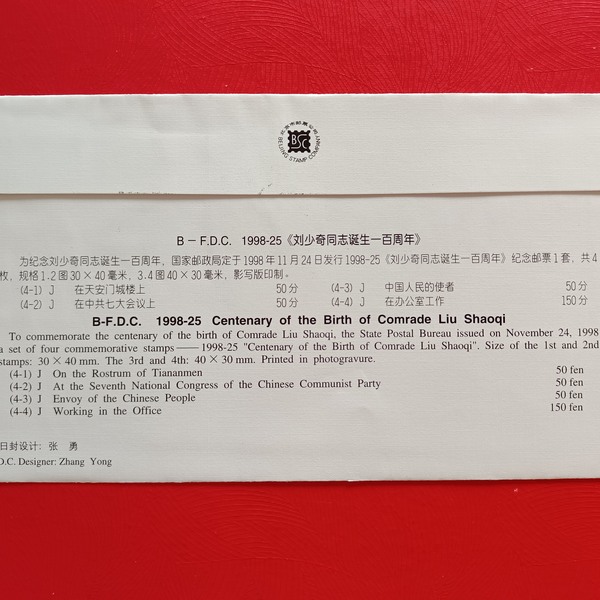 北京市邮票公司
BSC
BEIJING STAMP COMPANY
B — F.D.C. 1998-25《刘少奇同志诞生一百周年》
为纪念刘少奇同志诞生一百周年，国家邮政局定于1998年11月24日发行1998-25《刘少奇同志诞生一百周年》纪念邮票1套，共4
枚，规格1.2图30×40毫米，3.4图40×30毫米，影写版印制。
(4-1) J 在天安门城楼上 50分 (4-3) J 中国人民的使者 50分
(4-2) J 在中共七大会议上 50分 (4-4) J 在办公室工作 150分
B-F.D.C. 1998-25 Centenary of the Birth of Comrade Liu Shaoqi
To commemorate the centenary of the birth of Comrade Liu Shaoqi, the State Postal Bureau issued on November 24, 1998
a set of four commemorative stamps——1998-25 "Centenary of the Birth of Comrade Liu Shaoqi". Size of the 1st and 2nd
stamps: 30×40 mm. The 3rd and 4th: 40×30 mm. Printed in photogravure.
(4-1) J On the Rostrum of Tiananmen 50 fen
(4-2) J At the Seventh National Congress of the Chinese Communist Party 50 fen
(4-3) J Envoy of the Chinese People 50 fen
(4-4) J Working in the Office 150 fen
日封设计：张 勇
D.C. Designer: Zhang Yong